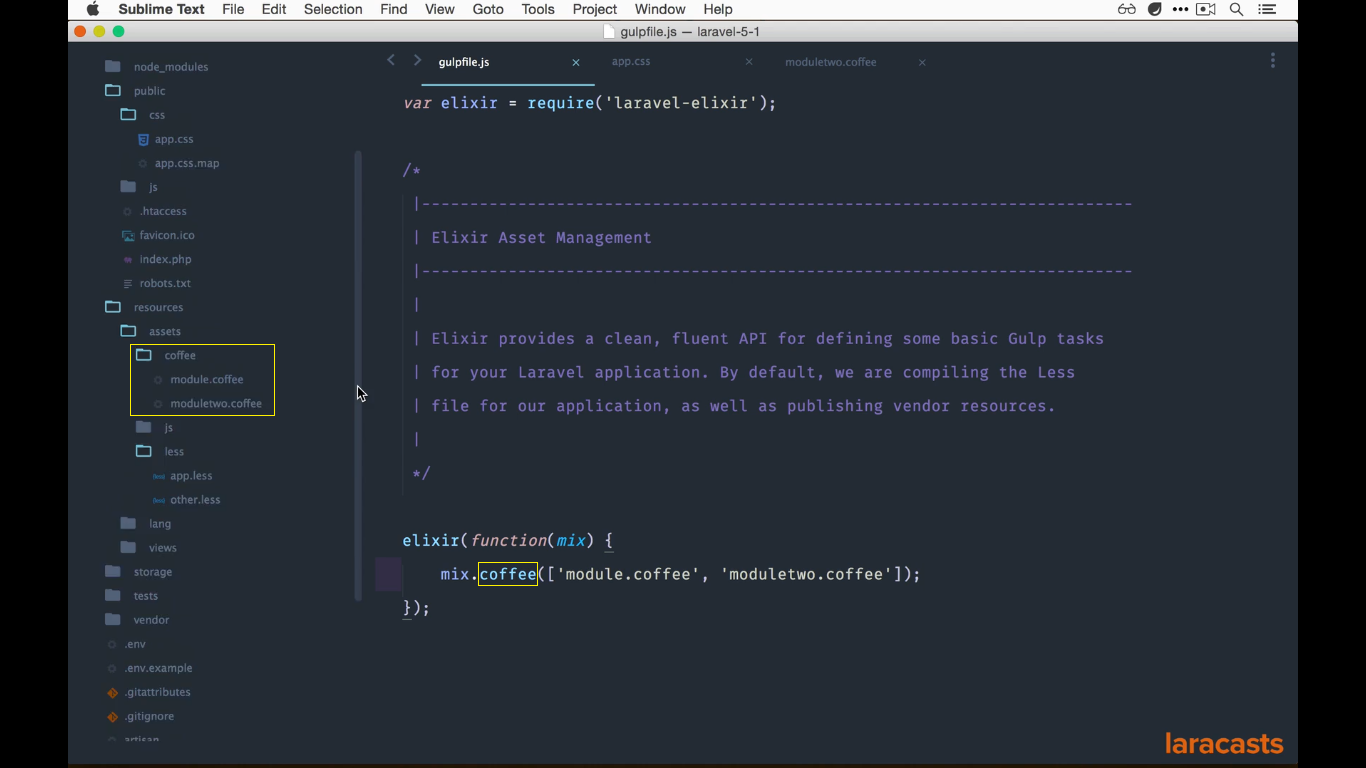 Sublime Text File Edit Selection Find View Goto Tools Project Window Help
gulpfile.js — laravel-5-1
node_modules
public
css
app.css
app.css.map
js
.htaccess
favicon.ico
index.php
robots.txt
resources
assets
coffee
module.coffee
moduletwo.coffee
js
less
app.less
other.less
lang
views
storage
tests
vendor
.env
.env.example
.gitattributes
.gitignore
artisan
gulpfile.js app.css moduletwo.coffee
var elixir = require('laravel-elixir');
/*
|--------------------------------------------------------------------------
| Elixir Asset Management
|--------------------------------------------------------------------------
|
| Elixir provides a clean, fluent API for defining some basic Gulp tasks
| for your Laravel application. By default, we are compiling the Less
| file for our application, as well as publishing vendor resources.
|
*/
elixir(function(mix) {
mix.coffee(['module.coffee', 'moduletwo.coffee']);
});
laracasts